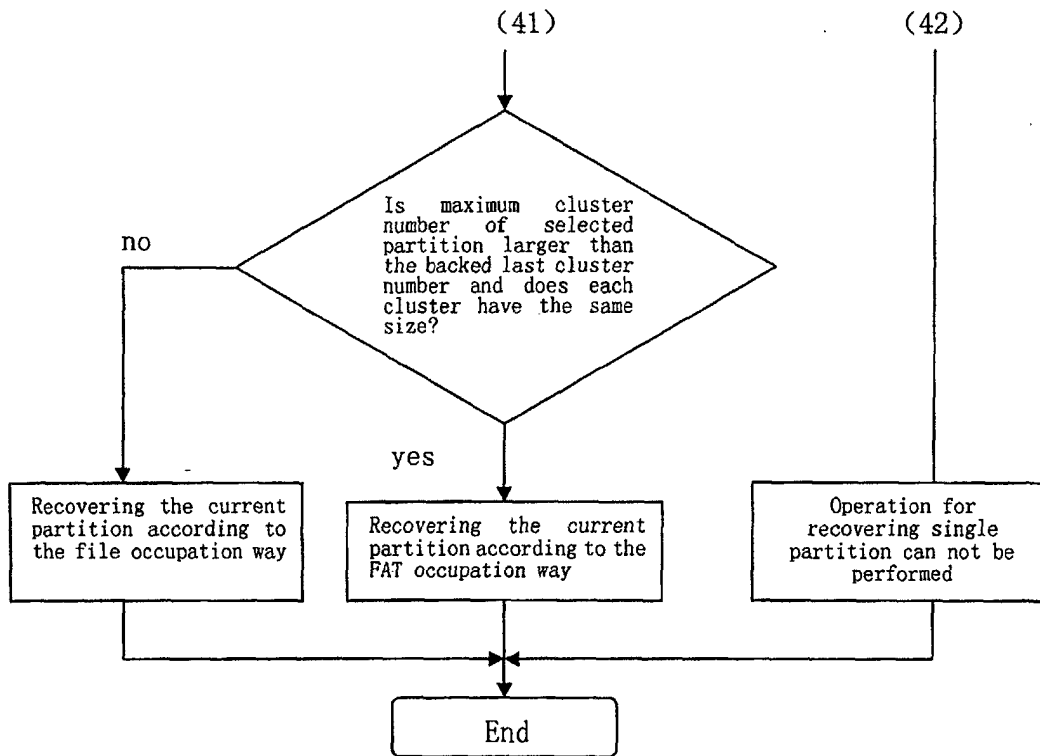 (41)
(42)
Is maximum cluster
number of selected
partition larger than
the backed last cluster
number and does each
cluster have the same
size?
no
yes
Recovering the current
partition according to
the file occupation way
Recovering the current
partition according to the
FAT occupation way
Operation for
recovering single
partition can not be
performed
End